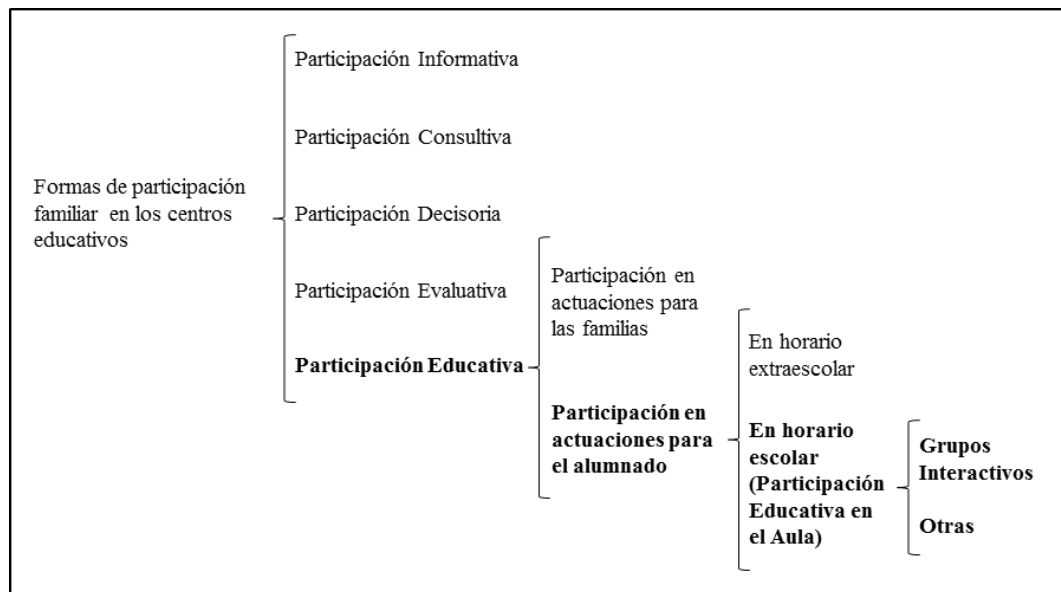 Participación Informativa
Participación Consultiva
Formas de participación
familiar en los centros
educativos
Participación Decisoria
Participación Evaluativa
Participación Educativa
Participación en
actuaciones para
las familias
Participación en
actuaciones para
el alumnado
En horario
extraescolar
En horario
escolar
(Participación
Educativa en
el Aula)
Grupos
Interactivos
Otras